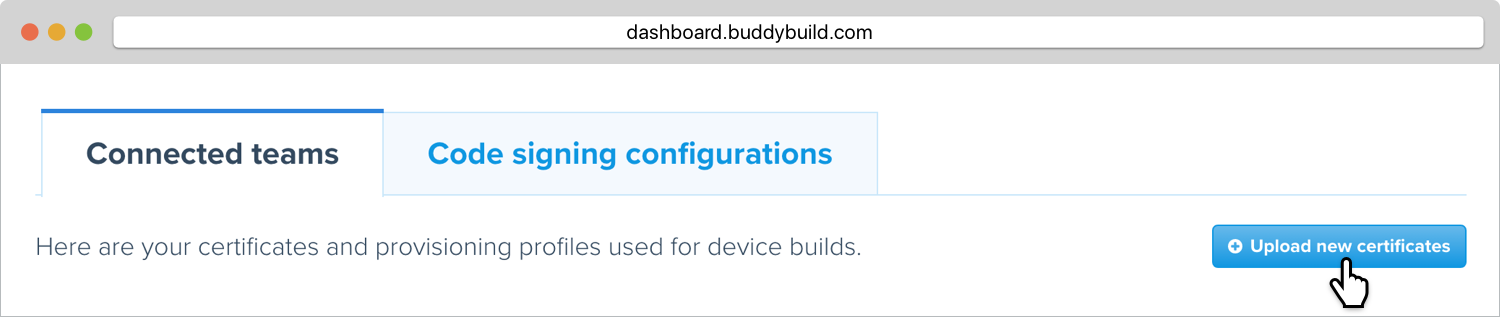 dashboard.buddybuild.com
Connected teams
Code signing configurations
Here are your certificates and provisioning profiles used for device builds.
Upload new certificates